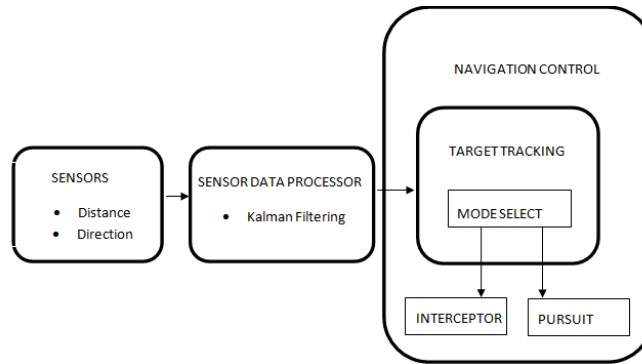 NAVIGATION CONTROL
SENSORS
• Distance
• Direction
SENSOR DATA PROCESSOR
• Kalman Filtering
TARGET TRACKING
MODE SELECT
INTERCEPTOR
PURSUIT